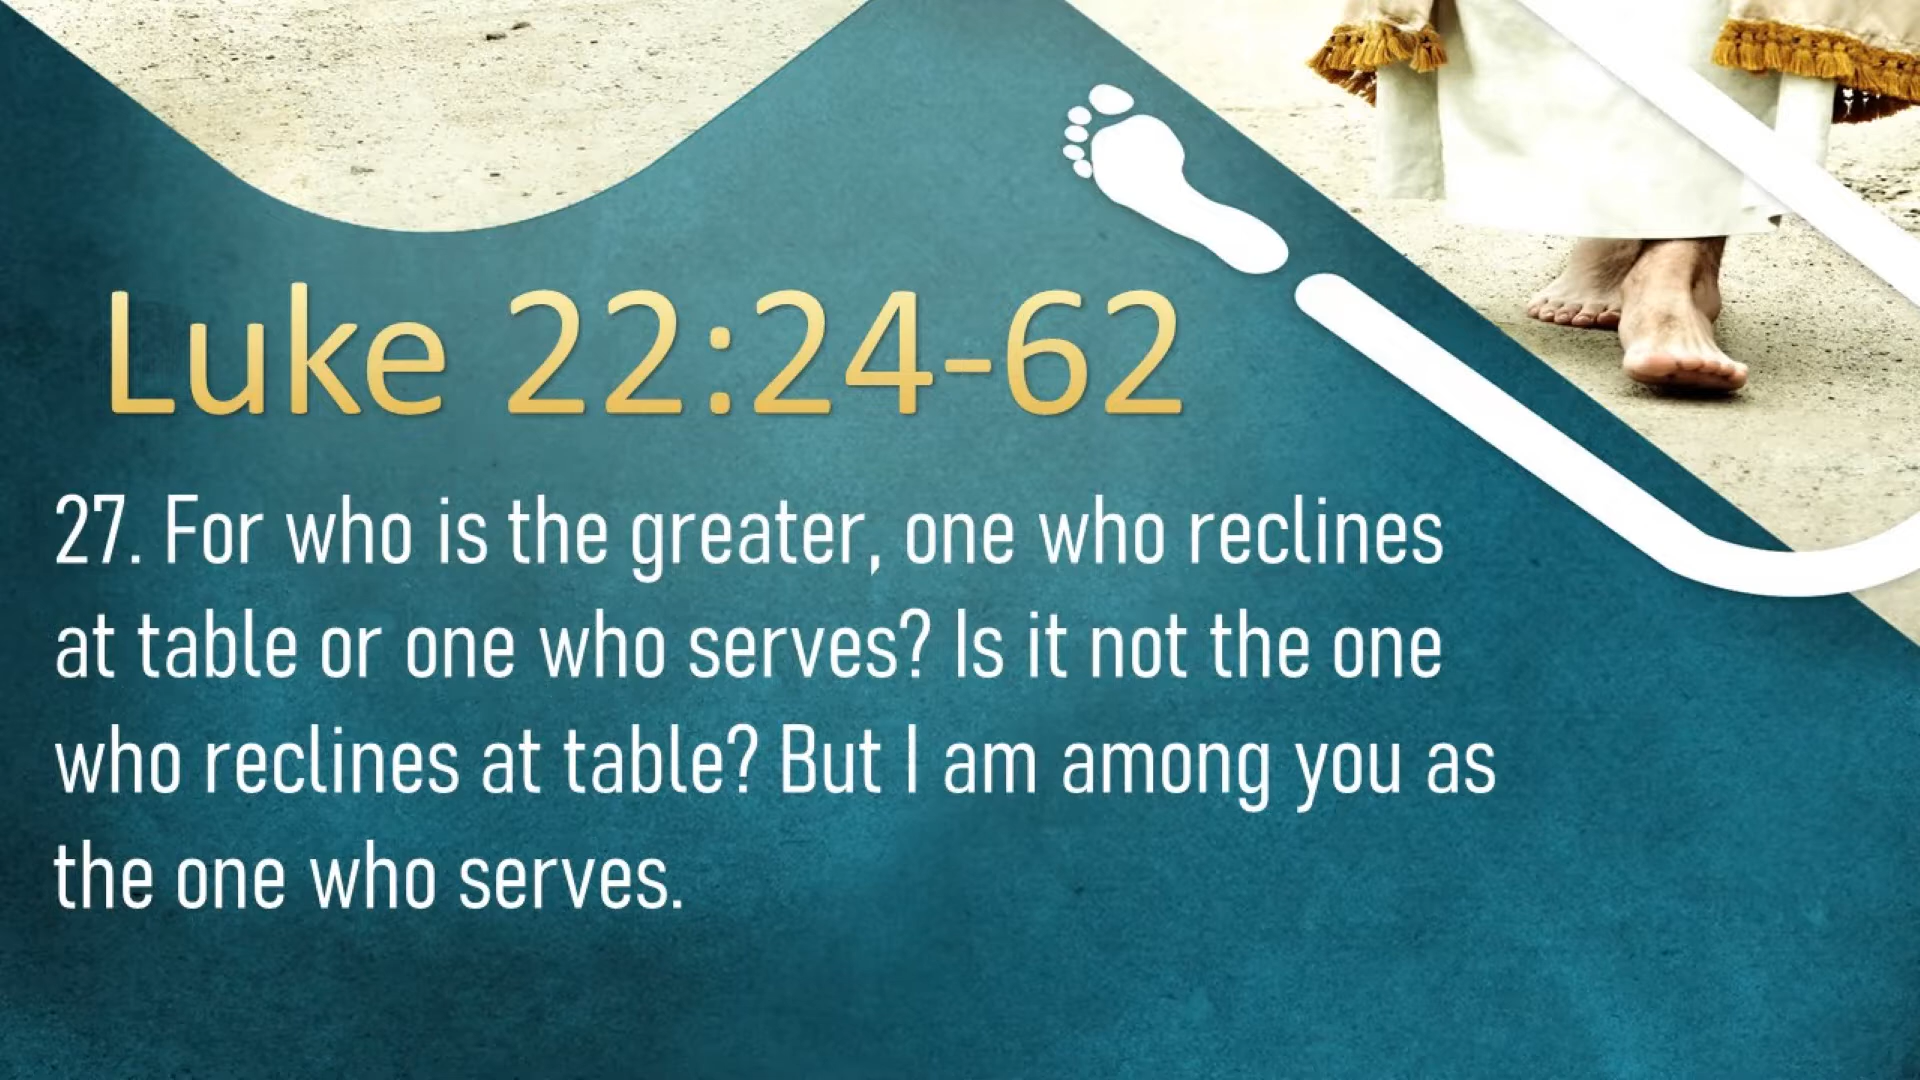 Luke 22:24-62
27. For who is the greater, one who reclines
at table or one who serves? Is it not the one
who reclines at table? But I am among you as
the one who serves.